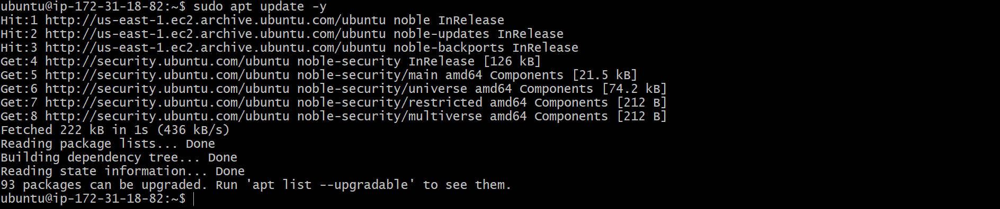 ubuntu@ip-172-31-18-82:~$ sudo apt update -y
Hit:1 http://us-east-1.ec2.archive.ubuntu.com/ubuntu noble InRelease
Hit:2 http://us-east-1.ec2.archive.ubuntu.com/ubuntu noble-updates InRelease
Hit:3 http://us-east-1.ec2.archive.ubuntu.com/ubuntu noble-backports InRelease
Get:4 http://security.ubuntu.com/ubuntu noble-security InRelease [126 kB]
Get:5 http://security.ubuntu.com/ubuntu noble-security/main amd64 Components [21.5 kB]
Get:6 http://security.ubuntu.com/ubuntu noble-security/universe amd64 Components [74.2 kB]
Get:7 http://security.ubuntu.com/ubuntu noble-security/restricted amd64 Components [212 B]
Get:8 http://security.ubuntu.com/ubuntu noble-security/multiverse amd64 Components [212 B]
Fetched 222 kB in 1s (436 kB/s)
Reading package lists... Done
Building dependency tree... Done
Reading state information... Done
93 packages can be upgraded. Run 'apt list --upgradable' to see them.
ubuntu@ip-172-31-18-82:~$